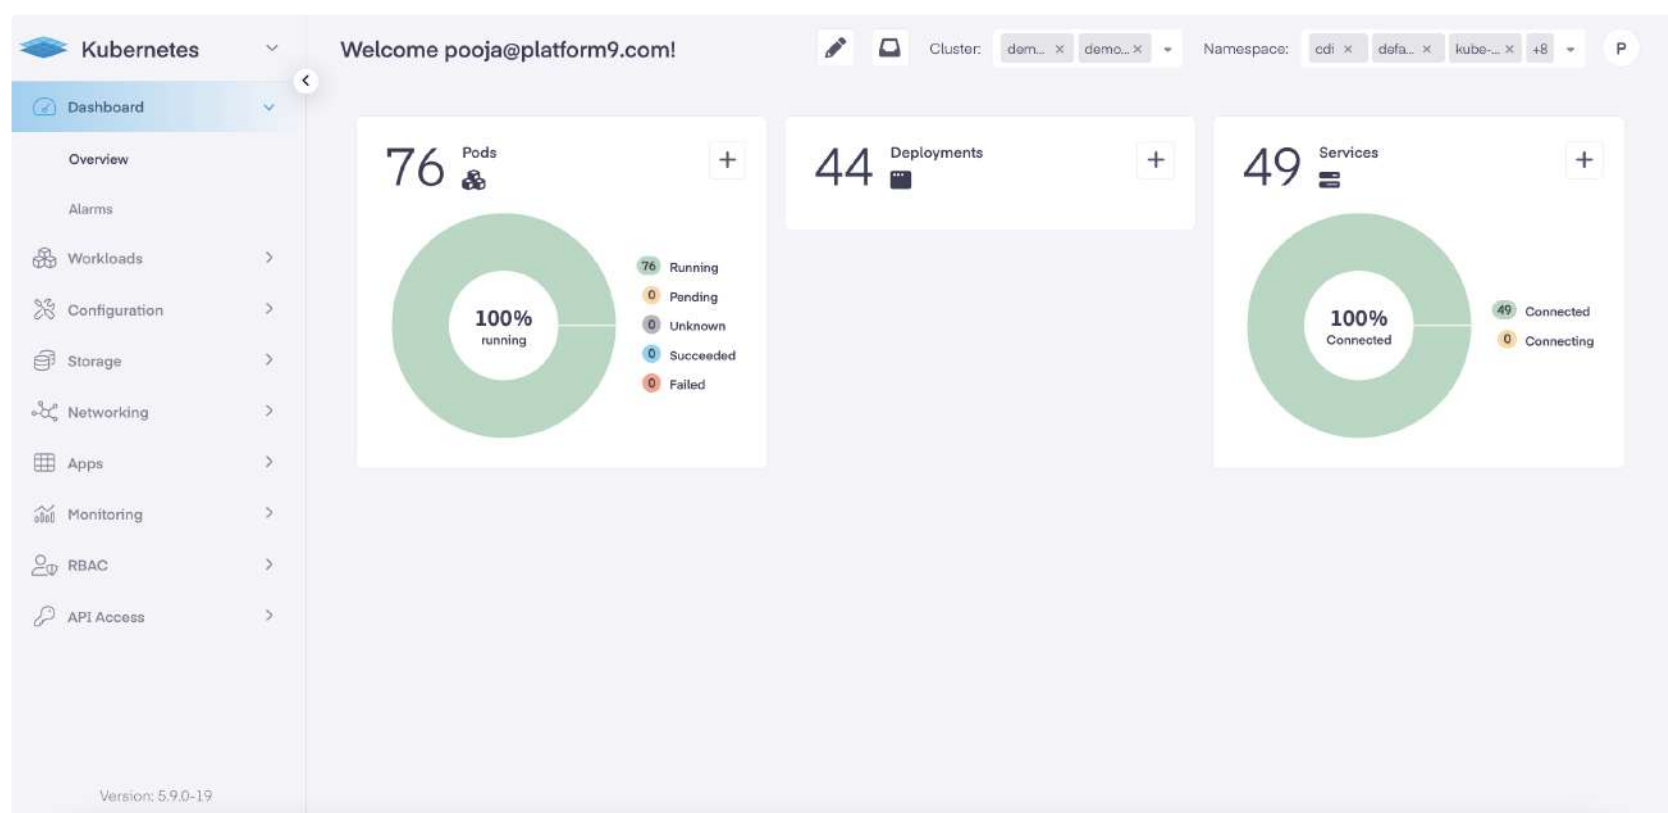 Kubernetes
Welcome pooja@platform9.com!
Cluster: dem... × demo... ×
Namespace: cdi × defa... × kube-... × +8
P
Dashboard
Overview
Alarms
Workloads
Configuration
Storage
Networking
Apps
Monitoring
RBAC
API Access
Version: 5.9.0-19
76 Pods
+
100%
running
76 Running
0 Pending
0 Unknown
0 Succeeded
0 Failed
44 Deployments
+
49 Services
+
100%
Connected
49 Connected
0 Connecting